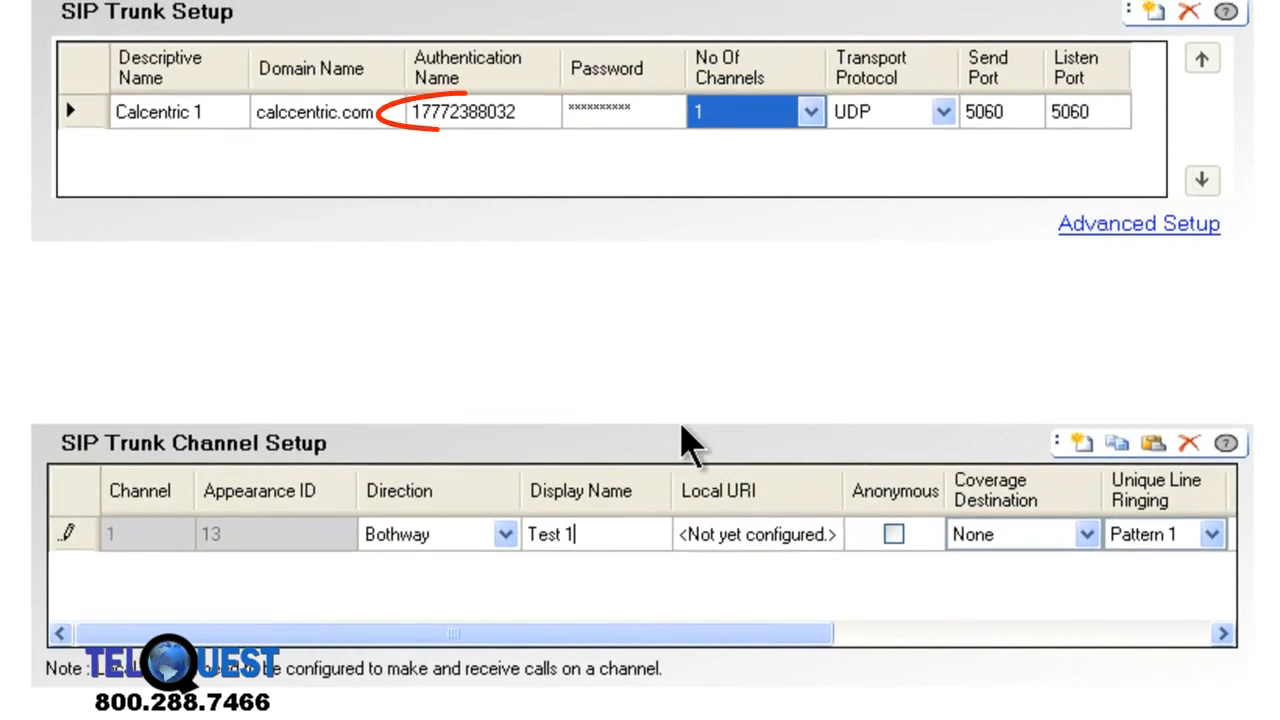 SIP Trunk Setup
Descriptive Name
Domain Name
Authentication Name
Password
No Of Channels
Transport Protocol
Send Port
Listen Port
Calcentric 1
calccentric.com
17772388032
**********
1
UDP
5060
5060
Advanced Setup
SIP Trunk Channel Setup
Channel
Appearance ID
Direction
Display Name
Local URI
Anonymous
Coverage Destination
Unique Line Ringing
1
13
Bothway
Test 1
<Not yet configured.>
None
Pattern 1
Note : be configured to make and receive calls on a channel.
TELQUEST
800.288.7466